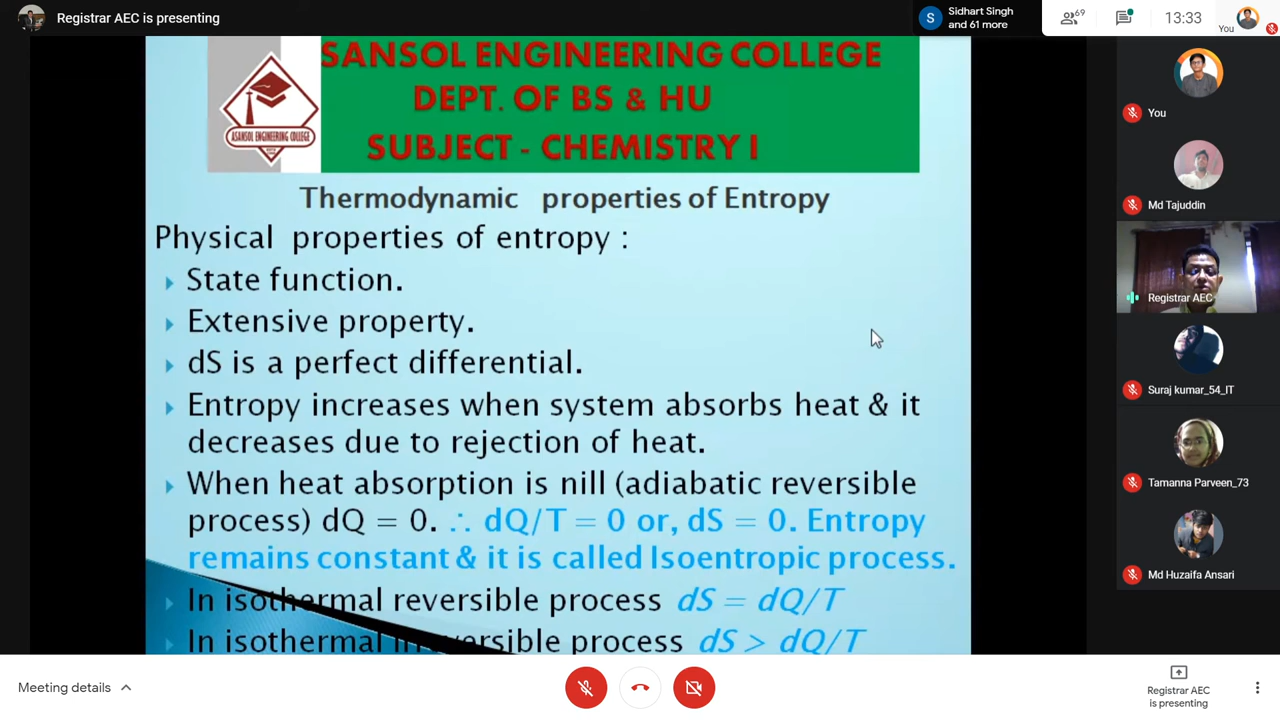 Registrar AEC is presenting
S
Sidhart Singh
and 61 more
69
13:33
You
SANSOL ENGINEERING COLLEGE
DEPT. OF BS & HU
SUBJECT - CHEMISTRY I
ASANSOL ENGINEERING COLLEGE
Thermodynamic properties of Entropy
Physical properties of entropy :
State function.
Extensive property.
dS is a perfect differential.
Entropy increases when system absorbs heat & it
decreases due to rejection of heat.
When heat absorption is nill (adiabatic reversible
process) dQ = 0. ∴ dQ/T = 0 or, dS = 0. Entropy
remains constant & it is called Isoentropic process.
In isothermal reversible process dS = dQ/T
In isothermal irreversible process dS > dQ/T
You
Md Tajuddin
Registrar AEC
Suraj kumar_54_IT
Tamanna Parveen_73
Md Huzaifa Ansari
Meeting details
Registrar AEC
is presenting